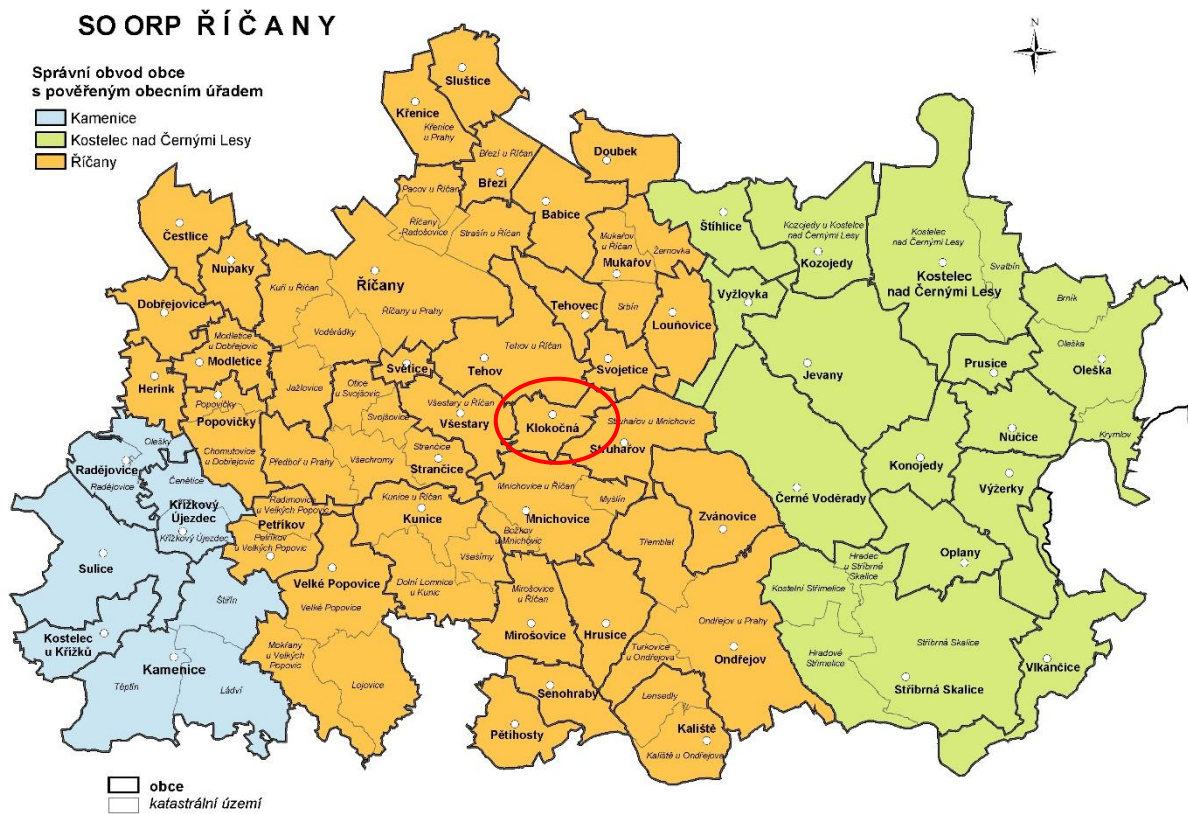 SO ORP ŘÍČANY
N
Správní obvod obce
s pověřeným obecním úřadem
Kamenice
Kostelec nad Černými Lesy
Říčany
Sluštice
Křenice
Křenice
u Prahy
Doubek
Březí u Říčan
Březí
Pacov u Říčan
Babice
Říčany
-Radošovice
Strašín u Říčan
Mukařov
u Říčan
Žernovka
Mukařov
Štíhlice
Kozojedy u Kostelce
nad Černými Lesy
Kozojedy
Kostelec
nad Černými Lesy
Svatbín
Kostelec
nad Černými Lesy
Čestlice
Nupaky
Kuří u Říčan
Říčany
Říčany u Prahy
Tehovec
Srbín
Louňovice
Vyžlovka
Brník
Oleška
Oleška
Dobřejovice
Modletice
u Dobřejovic
Voděrádky
Tehov u Říčan
Modletice
Světice
Tehov
Svojetice
Jevany
Prusice
Herink
Jažlovice
Otice
u Svojšovic
Popovičky
Popovičky
Všestary u Říčan
Všestary
Klokočná
Struhařov u Mnichovic
Struhařov
Svojšovice
Nučice
Krymlov
Olešky
Radějovice
Radějovice
Chomutovice
u Dobřejovic
Předboř u Prahy
Všechromy
Strančice
Strančice
Konojedy
Čenětice
Křížkový
Újezdec
Křížkový Újezdec
Radimovice
u Velkých Popovic
Petříkov
Petříkov
u Velkých Popovic
Kunice u Říčan
Kunice
Mnichovice u Říčan
Myšlín
Mnichovice
Božkov
u Mnichovic
Zvánovice
Černé Voděrady
Výžerky
Sulice
Všešímy
Třemblat
Hradec
u Stříbrné
Skalice
Oplany
Štiřín
Velké Popovice
Velké Popovice
Dolní Lomnice
u Kunic
Mirošovice
u Říčan
Kostelní Střímelice
Kostelec
u Křížků
Mirošovice
Hrusice
Ondřejov u Prahy
Ondřejov
Turkovice
u Ondřejova
Stříbrná Skalice
Hradové
Střímelice
Stříbrná Skalice
Vlkančice
Kamenice
Těptín
Ládví
Mokřany
u Velkých
Popovic
Lojovice
Senohraby
Lensedly
Pětihosty
Kaliště
Kaliště u Ondřejova
obce
katastrální území